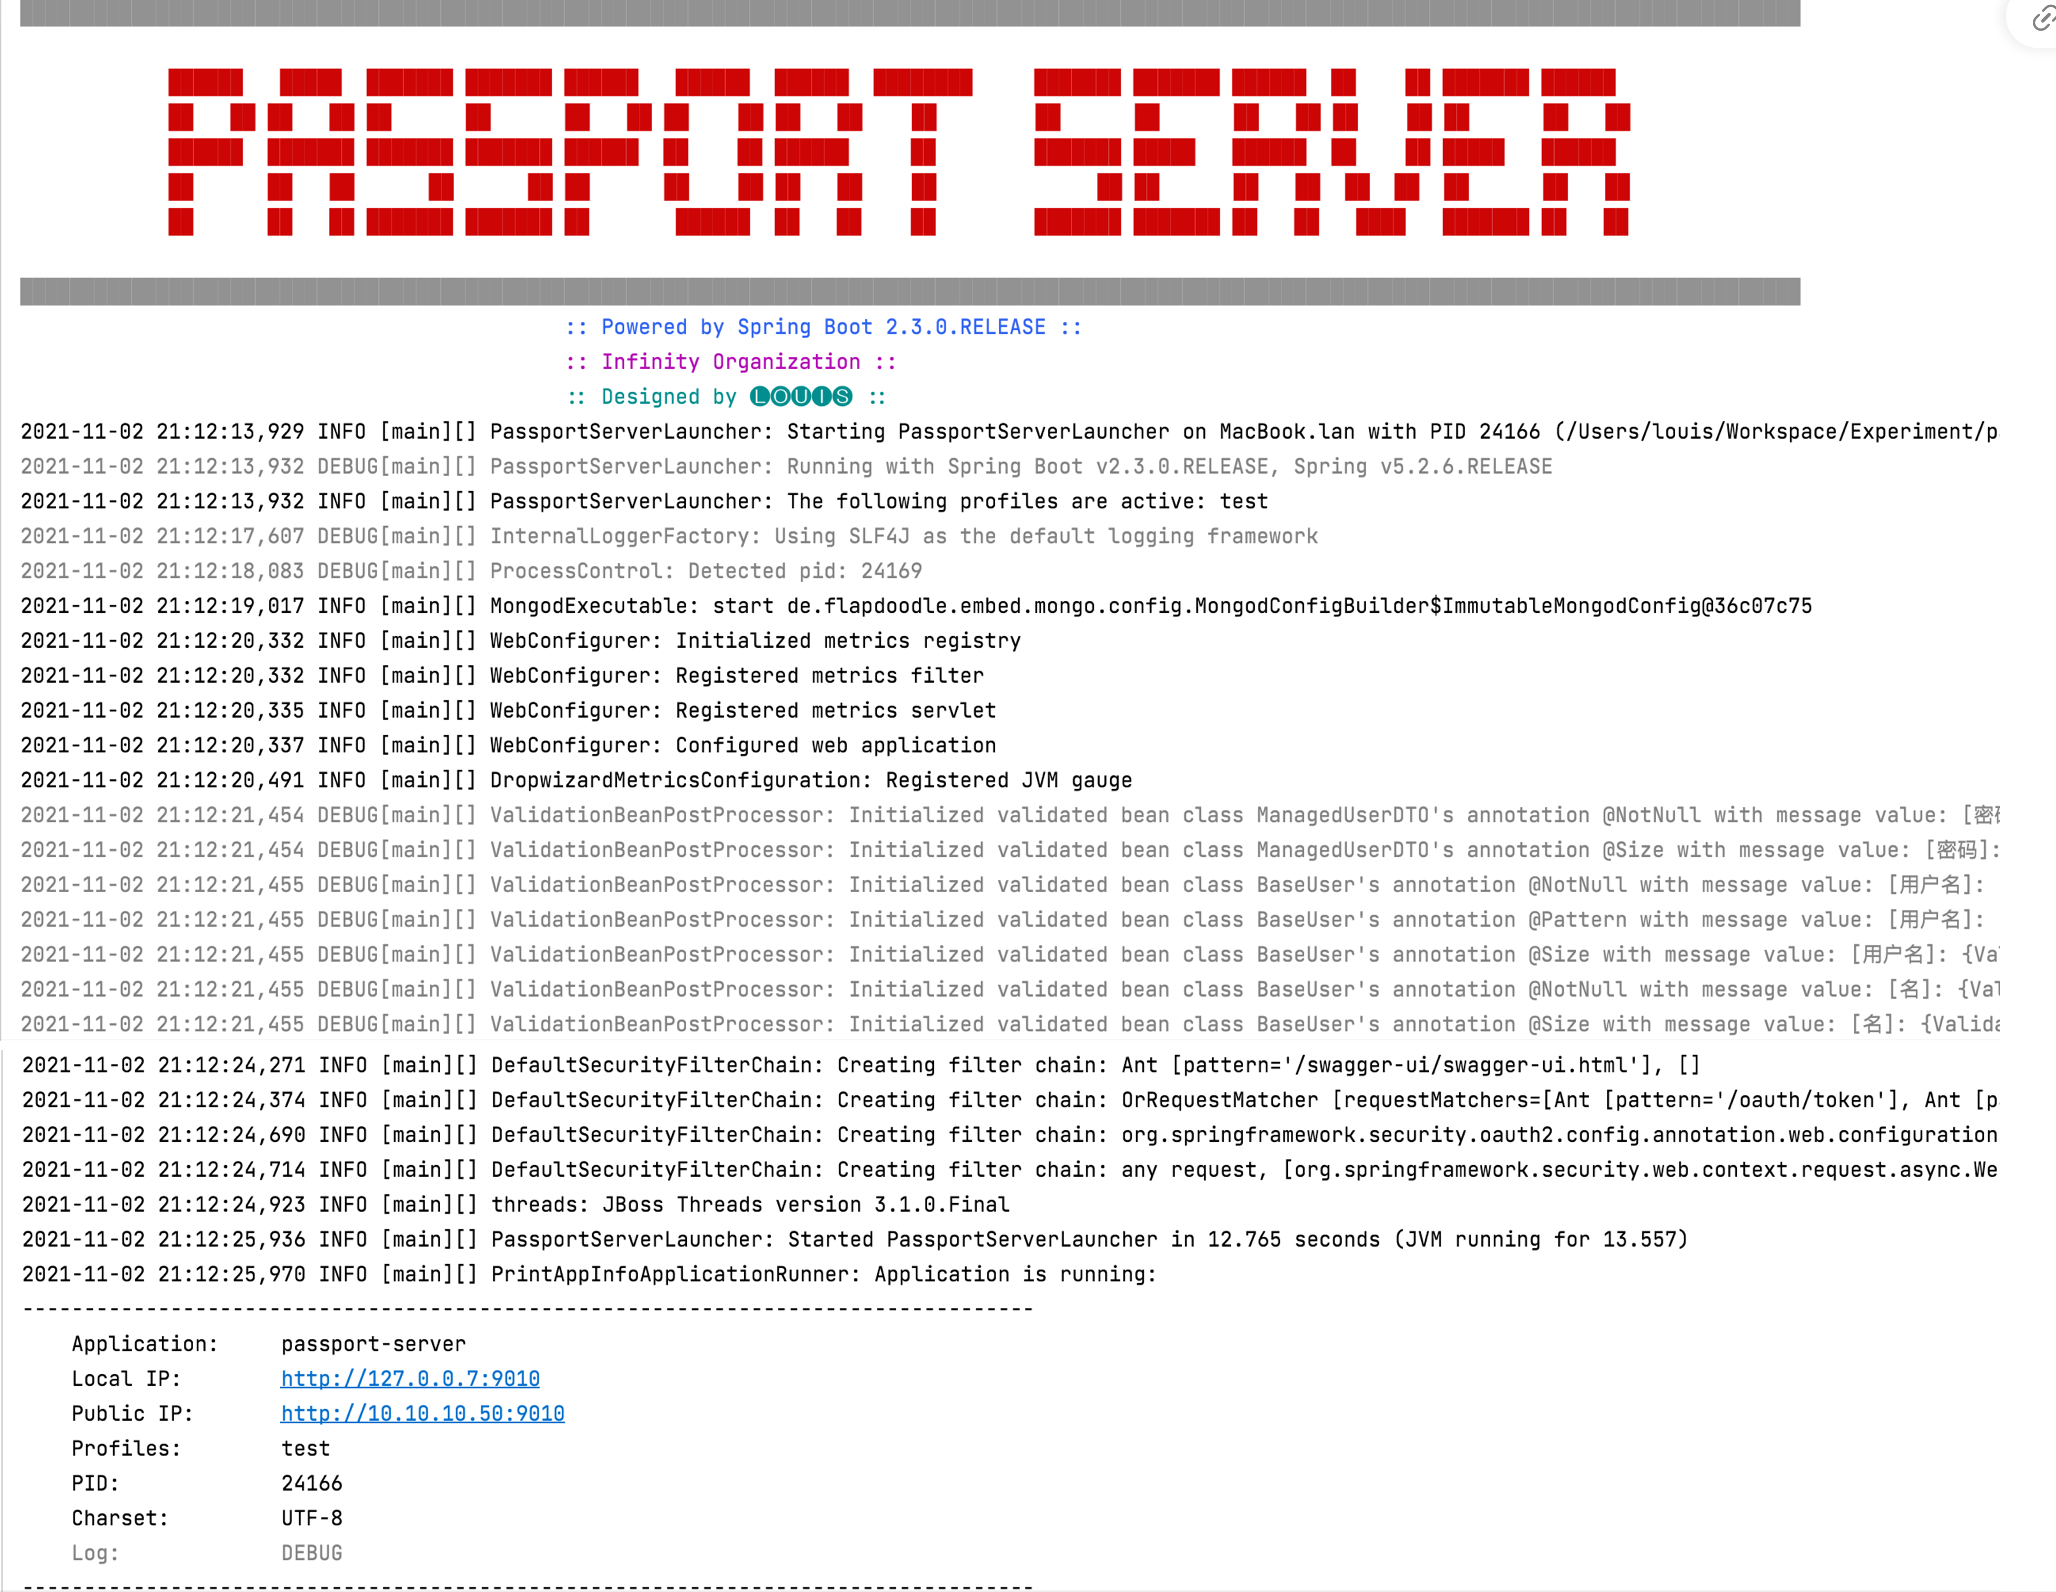 PASSPORT SERVER
:: Powered by Spring Boot 2.3.0.RELEASE ::
:: Infinity Organization ::
:: Designed by 🅛🅞🅤🅘🅢 ::
2021-11-02 21:12:13,929 INFO [main][] PassportServerLauncher: Starting PassportServerLauncher on MacBook.lan with PID 24166 (/Users/louis/Workspace/Experiment/p
2021-11-02 21:12:13,932 DEBUG[main][] PassportServerLauncher: Running with Spring Boot v2.3.0.RELEASE, Spring v5.2.6.RELEASE
2021-11-02 21:12:13,932 INFO [main][] PassportServerLauncher: The following profiles are active: test
2021-11-02 21:12:17,607 DEBUG[main][] InternalLoggerFactory: Using SLF4J as the default logging framework
2021-11-02 21:12:18,083 DEBUG[main][] ProcessControl: Detected pid: 24169
2021-11-02 21:12:19,017 INFO [main][] MongodExecutable: start de.flapdoodle.embed.mongo.config.MongodConfigBuilder$ImmutableMongodConfig@36c07c75
2021-11-02 21:12:20,332 INFO [main][] WebConfigurer: Initialized metrics registry
2021-11-02 21:12:20,332 INFO [main][] WebConfigurer: Registered metrics filter
2021-11-02 21:12:20,335 INFO [main][] WebConfigurer: Registered metrics servlet
2021-11-02 21:12:20,337 INFO [main][] WebConfigurer: Configured web application
2021-11-02 21:12:20,491 INFO [main][] DropwizardMetricsConfiguration: Registered JVM gauge
2021-11-02 21:12:21,454 DEBUG[main][] ValidationBeanPostProcessor: Initialized validated bean class ManagedUserDTO's annotation @NotNull with message value: [密
2021-11-02 21:12:21,454 DEBUG[main][] ValidationBeanPostProcessor: Initialized validated bean class ManagedUserDTO's annotation @Size with message value: [密码]:
2021-11-02 21:12:21,455 DEBUG[main][] ValidationBeanPostProcessor: Initialized validated bean class BaseUser's annotation @NotNull with message value: [用户名]:
2021-11-02 21:12:21,455 DEBUG[main][] ValidationBeanPostProcessor: Initialized validated bean class BaseUser's annotation @Pattern with message value: [用户名]:
2021-11-02 21:12:21,455 DEBUG[main][] ValidationBeanPostProcessor: Initialized validated bean class BaseUser's annotation @Size with message value: [用户名]: {Va
2021-11-02 21:12:21,455 DEBUG[main][] ValidationBeanPostProcessor: Initialized validated bean class BaseUser's annotation @NotNull with message value: [名]: {Val
2021-11-02 21:12:21,455 DEBUG[main][] ValidationBeanPostProcessor: Initialized validated bean class BaseUser's annotation @Size with message value: [名]: {Valida
2021-11-02 21:12:24,271 INFO [main][] DefaultSecurityFilterChain: Creating filter chain: Ant [pattern='/swagger-ui/swagger-ui.html'], []
2021-11-02 21:12:24,374 INFO [main][] DefaultSecurityFilterChain: Creating filter chain: OrRequestMatcher [requestMatchers=[Ant [pattern='/oauth/token'], Ant [p
2021-11-02 21:12:24,690 INFO [main][] DefaultSecurityFilterChain: Creating filter chain: org.springframework.security.oauth2.config.annotation.web.configuration
2021-11-02 21:12:24,714 INFO [main][] DefaultSecurityFilterChain: Creating filter chain: any request, [org.springframework.security.web.context.request.async.We
2021-11-02 21:12:24,923 INFO [main][] threads: JBoss Threads version 3.1.0.Final
2021-11-02 21:12:25,936 INFO [main][] PassportServerLauncher: Started PassportServerLauncher in 12.765 seconds (JVM running for 13.557)
2021-11-02 21:12:25,970 INFO [main][] PrintAppInfoApplicationRunner: Application is running:
----------------------------------------------------------------------------------
Application: passport-server
Local IP: http://127.0.0.7:9010
Public IP: http://10.10.10.50:9010
Profiles: test
PID: 24166
Charset: UTF-8
Log: DEBUG
----------------------------------------------------------------------------------